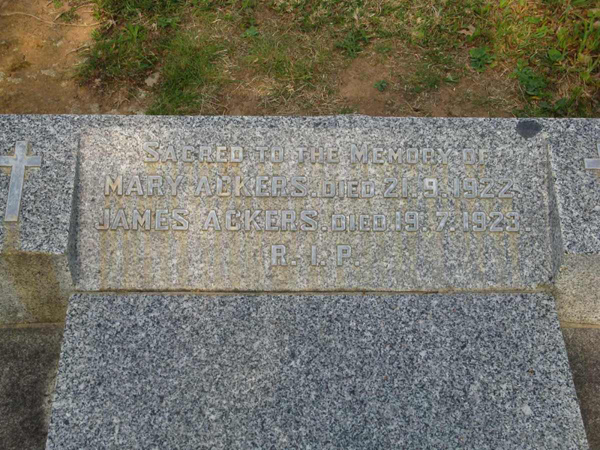 SACRED TO THE MEMORY OF
MARY ACKERS. DIED 21.9.1922.
JAMES ACKERS. DIED 19.7.1923.
R.I.P.